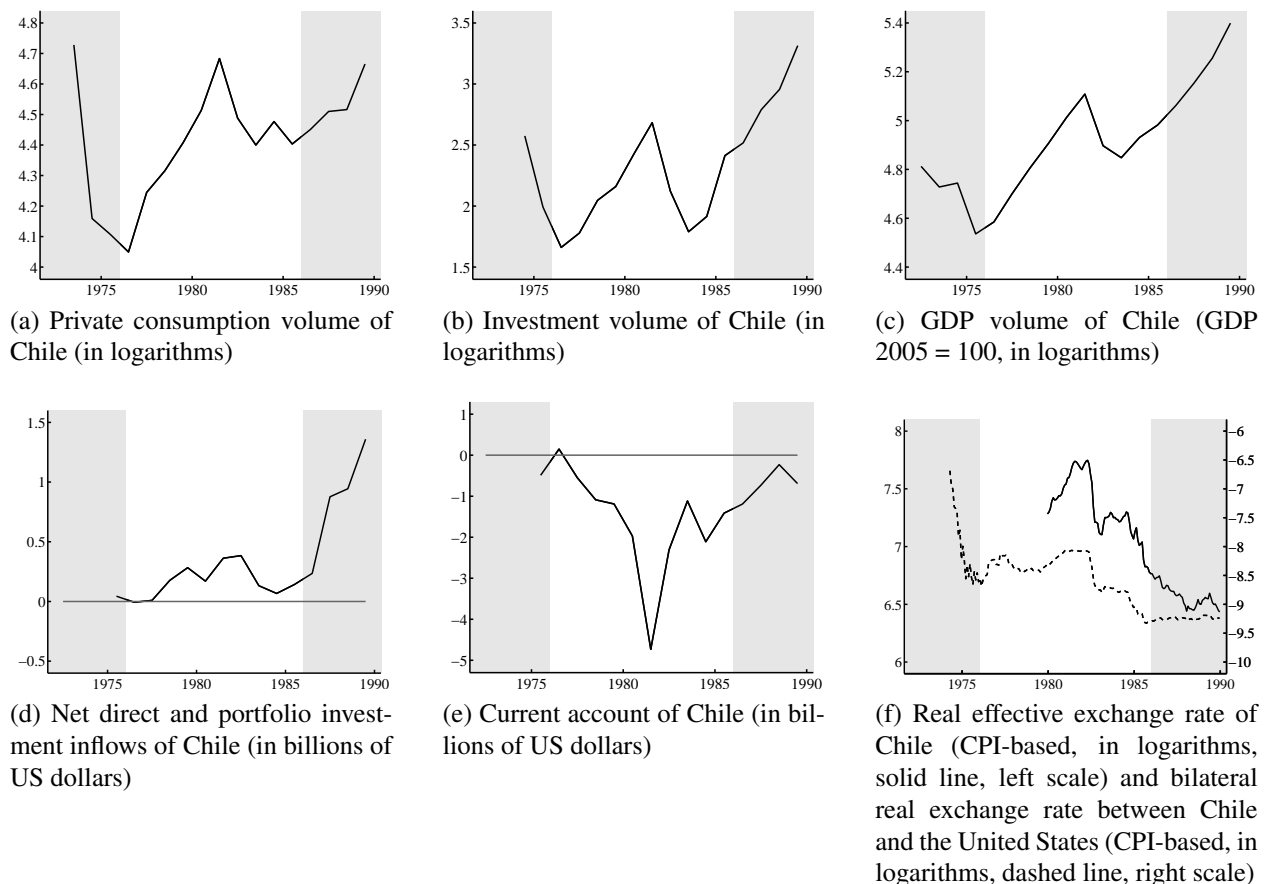 4.8
4.7
4.6
4.5
4.4
4.3
4.2
4.1
4
1975 1980 1985 1990
(a) Private consumption volume of
Chile (in logarithms)
3.5
3
2.5
2
1.5
1975 1980 1985 1990
(b) Investment volume of Chile (in
logarithms)
5.4
5.2
5
4.8
4.6
4.4
1975 1980 1985 1990
(c) GDP volume of Chile (GDP
2005 = 100, in logarithms)
1.5
1
0.5
0
−0.5
1975 1980 1985 1990
(d) Net direct and portfolio invest-
ment inflows of Chile (in billions of
US dollars)
1
0
−1
−2
−3
−4
−5
1975 1980 1985 1990
(e) Current account of Chile (in bil-
lions of US dollars)
8
7.5
7
6.5
6
−6
−6.5
−7
−7.5
−8
−8.5
−9
−9.5
−10
1975 1980 1985 1990
(f) Real effective exchange rate of
Chile (CPI-based, in logarithms,
solid line, left scale) and bilateral
real exchange rate between Chile
and the United States (CPI-based, in
logarithms, dashed line, right scale)